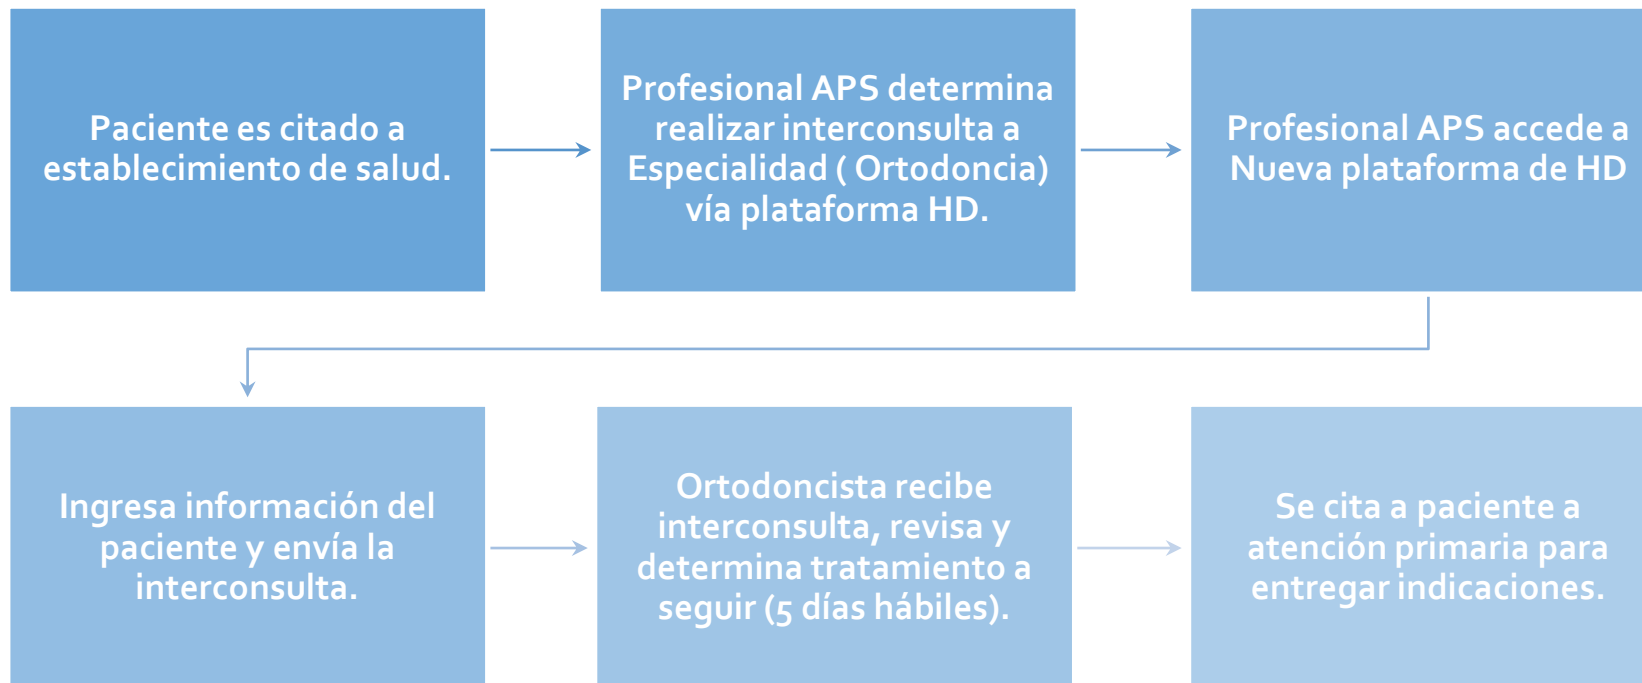 Paciente es citado a
establecimiento de salud.
Profesional APS determina
realizar interconsulta a
Especialidad ( Ortodoncia)
vía plataforma HD.
Profesional APS accede a
Nueva plataforma de HD
Ingresa información del
paciente y envía la
interconsulta.
Ortodoncista recibe
interconsulta, revisa y
determina tratamiento a
seguir (5 días hábiles).
Se cita a paciente a
atención primaria para
entregar indicaciones.